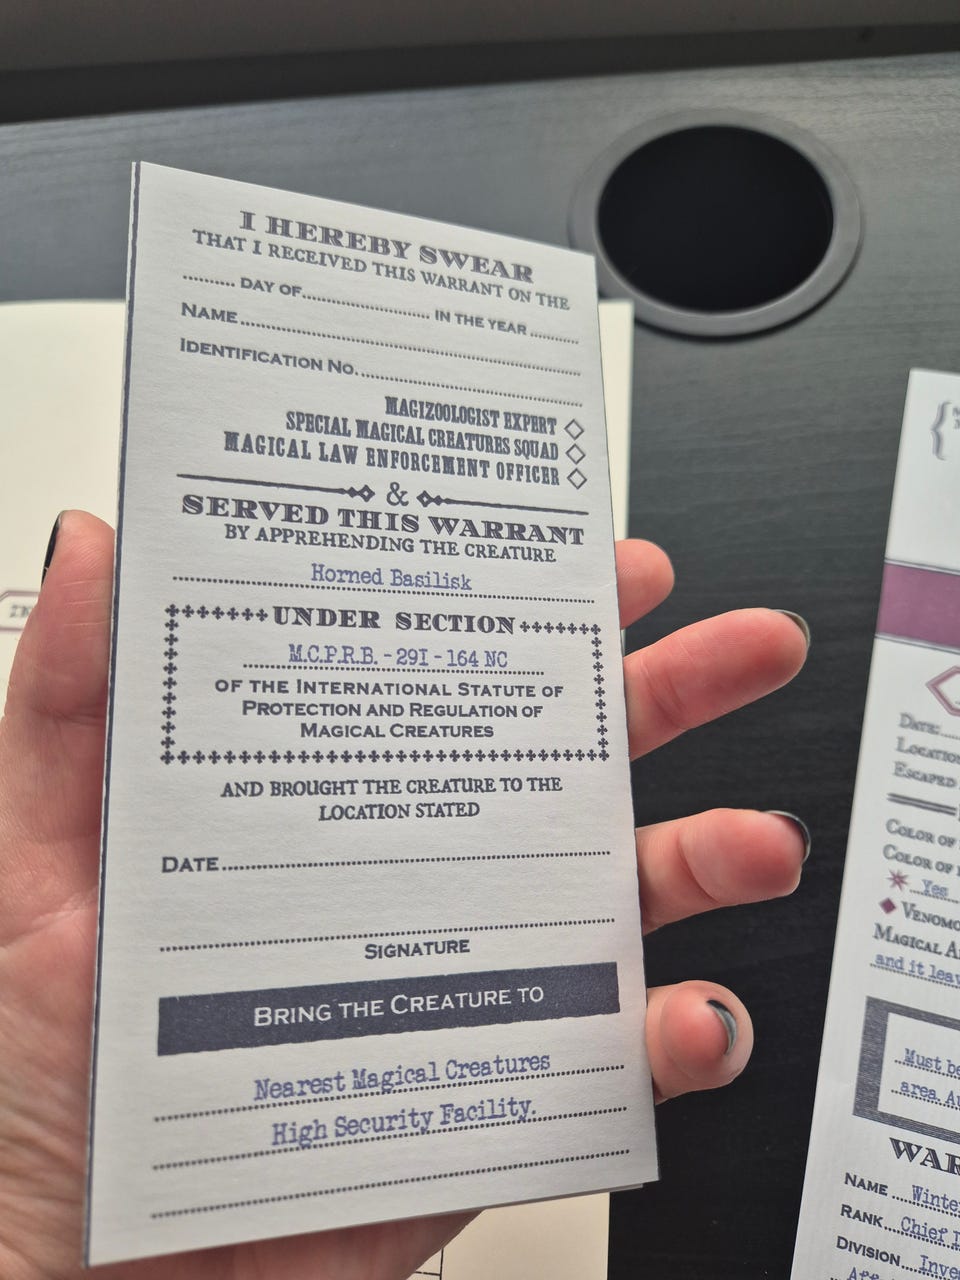 I HEREBY SWEAR
THAT I RECEIVED THIS WARRANT ON THE
........ DAY OF.................... IN THE YEAR ........
NAME........................................
IDENTIFICATION NO...........................
MAGIZOOLOGIST EXPERT
SPECIAL MAGICAL CREATURES SQUAD
MAGICAL LAW ENFORCEMENT OFFICER
&
SERVED THIS WARRANT
BY APPREHENDING THE CREATURE
Horned Basilisk
UNDER SECTION
M.C.P.R.B. - 291 - 164 NC
OF THE INTERNATIONAL STATUTE OF
PROTECTION AND REGULATION OF
MAGICAL CREATURES
AND BROUGHT THE CREATURE TO THE
LOCATION STATED
DATE........................................
SIGNATURE
BRING THE CREATURE TO
Nearest Magical Creatures
High Security Facility.
DATE:
ESCAPED
COLOR OF
COLOR OF
Yes
MAGICAL
and it
Must
area.
NAME
RANK Chief
DIVISION